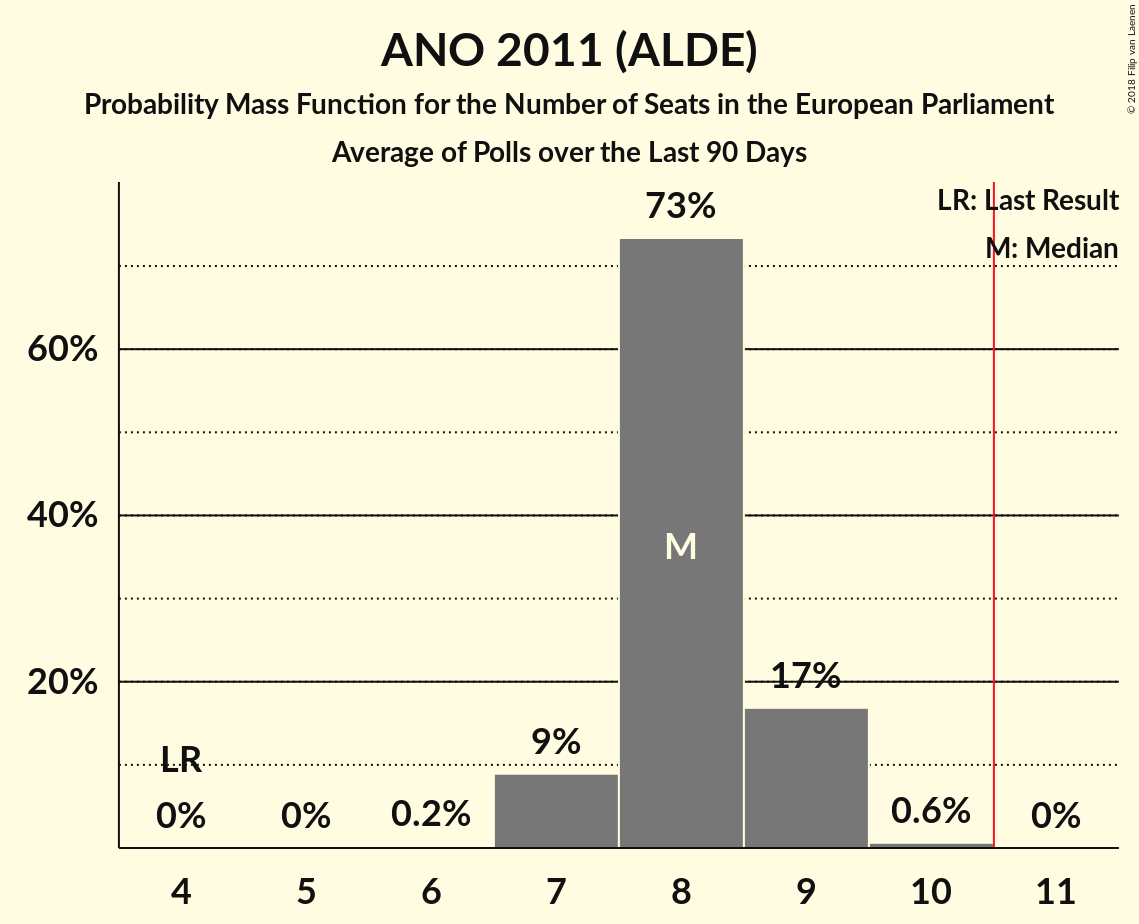 ANO 2011 (ALDE)
Probability Mass Function for the Number of Seats in the European Parliament
Average of Polls over the Last 90 Days
© 2018 Filip van Laenen
LR: Last Result
M: Median
73%
60%
40%
M
20%
17%
9%
LR
0%
0%
0.2%
0.6%
0%
4 5 6 7 8 9 10 11